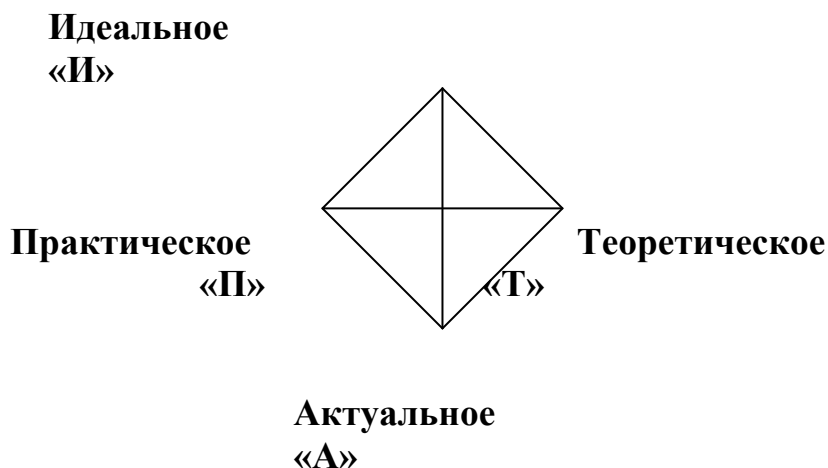 Идеальное
«И»
Практическое Теоретическое
«П» «Т»
Актуальное
«А»